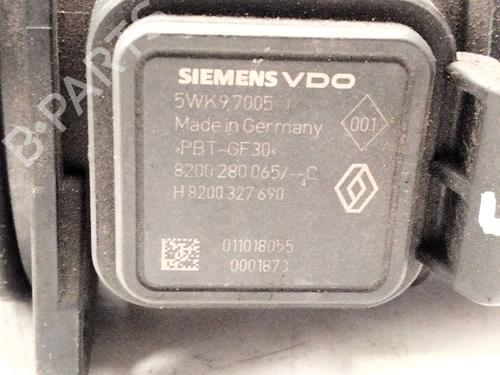 SIEMENS VDO
5WK9 7005
Made in Germany
001
>PBT-GF30<
8200 280 065/--C
H 8200 327 690
011018055
0001873
B-PARTS